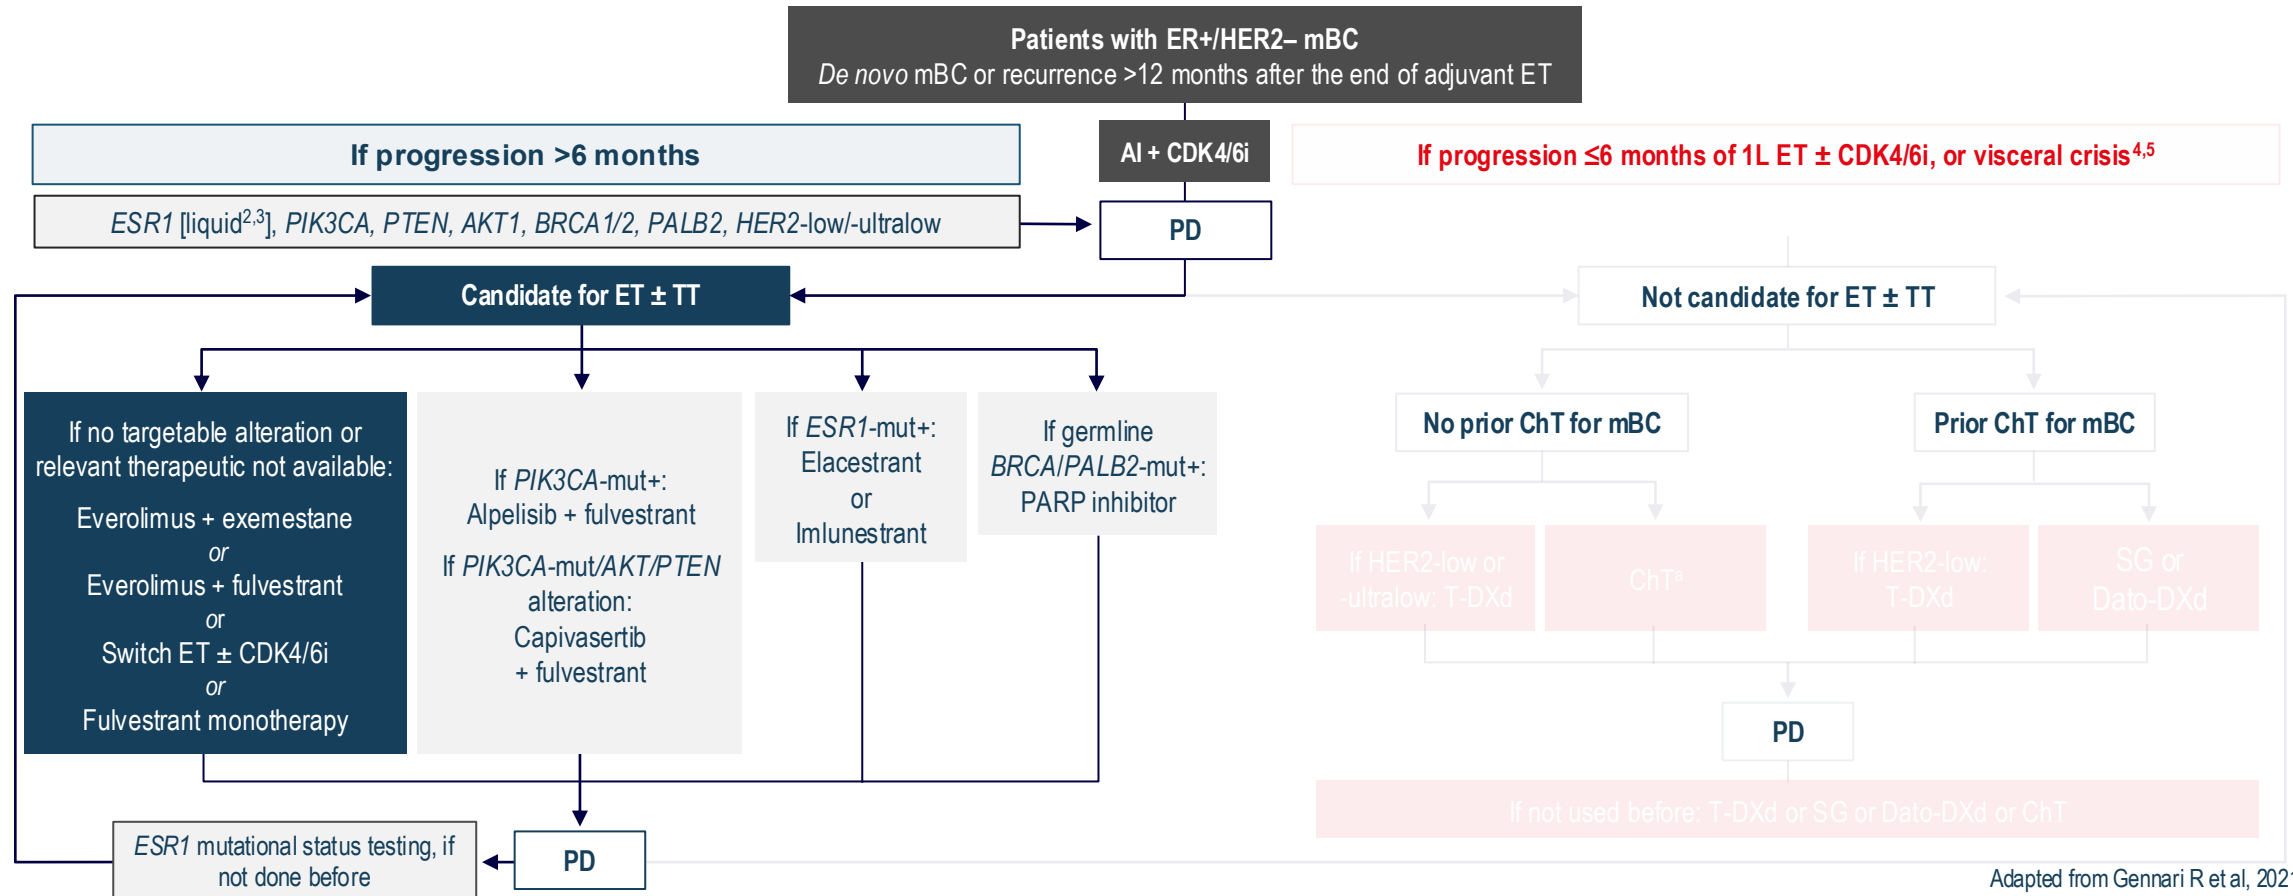 Patients with ER+/HER2– mBC
De novo mBC or recurrence >12 months after the end of adjuvant ET
If progression >6 months
AI + CDK4/6i
If progression ≤6 months of 1L ET ± CDK4/6i, or visceral crisis4,5
ESR1 [liquid2,3], PIK3CA, PTEN, AKT1, BRCA1/2, PALB2, HER2-low/-ultralow
PD
Candidate for ET ± TT
Not candidate for ET ± TT
If no targetable alteration or
relevant therapeutic not available:
Everolimus + exemestane
or
Everolimus + fulvestrant
or
Switch ET ± CDK4/6i
or
Fulvestrant monotherapy
If PIK3CA-mut+:
Alpelisib + fulvestrant
If PIK3CA-mut/AKT/PTEN
alteration:
Capivasertib
+ fulvestrant
If ESR1-mut+:
Elacestrant
or
Imlunestrant
If germline
BRCA/PALB2-mut+:
PARP inhibitor
No prior ChT for mBC
Prior ChT for mBC
If HER2-low or
-ultralow: T-DXd
ChTa
If HER2-low:
T-DXd
SG or
Dato-DXd
PD
If not used before: T-DXd or SG or Dato-DXd or ChT
ESR1 mutational status testing, if
not done before
PD
Adapted from Gennari R et al, 202